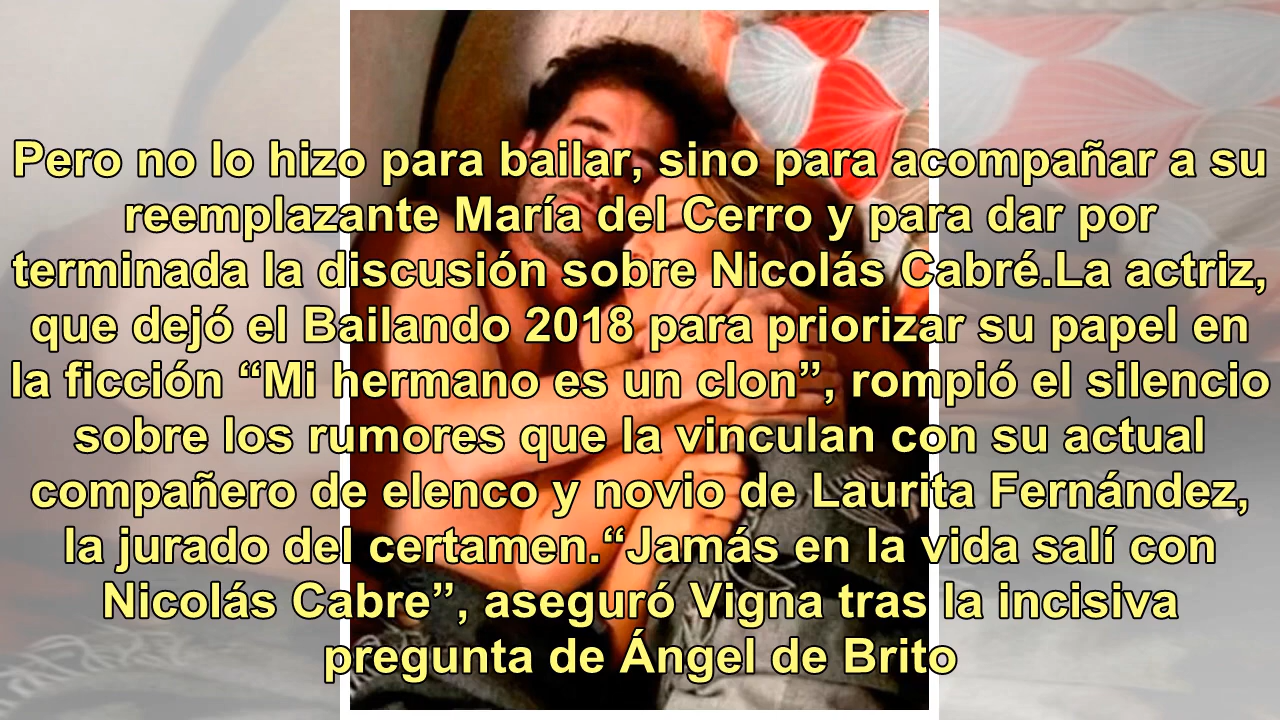 Pero no lo hizo para bailar, sino para acompañar a su
reemplazante María del Cerro y para dar por
terminada la discusión sobre Nicolás Cabré.La actriz,
que dejó el Bailando 2018 para priorizar su papel en
la ficción “Mi hermano es un clon”, rompió el silencio
sobre los rumores que la vinculan con su actual
compañero de elenco y novio de Laurita Fernández,
la jurado del certamen.“Jamás en la vida salí con
Nicolás Cabre”, aseguró Vigna tras la incisiva
pregunta de Ángel de Brito